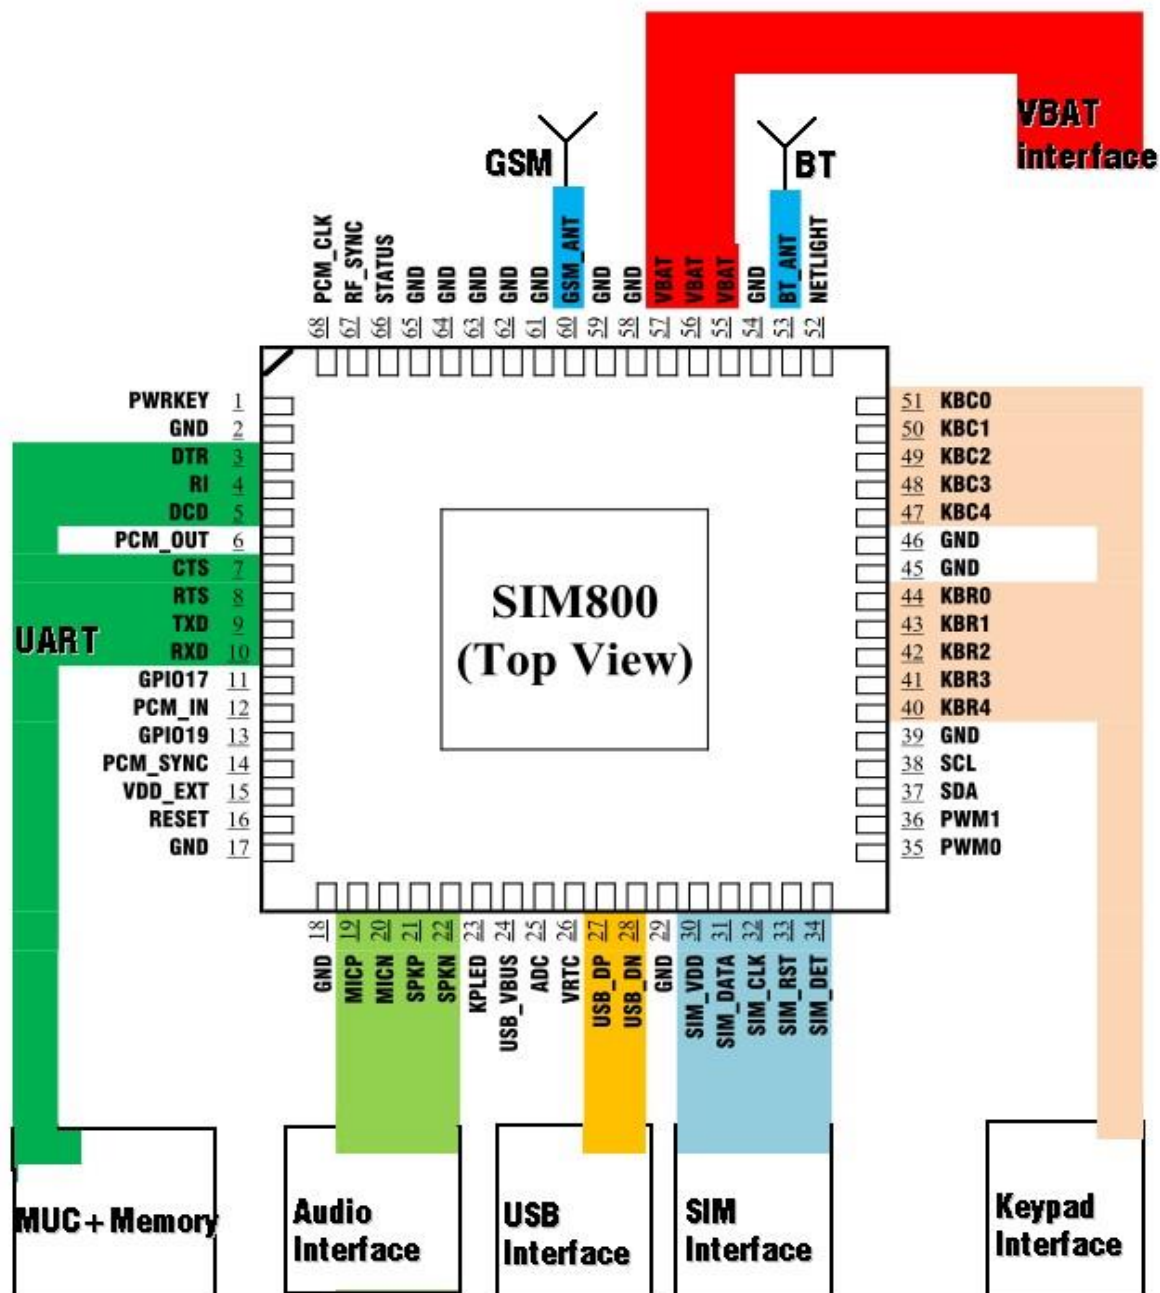 VBAT
interface
GSM
BT
PCM_CLK
RF_SYNC
STATUS
GND
GND
GND
GND
GND
GSM_ANT
GND
GND
VBAT
VBAT
VBAT
GND
BT_ANT
NETLIGHT
68 67 66 65 64 63 62 61 60 59 58 57 56 55 54 53 52
PWRKEY 1
GND 2
DTR 3
RI 4
DCD 5
PCM_OUT 6
CTS 7
RTS 8
TXD 9
RXD 10
UART
GPIO17 11
PCM_IN 12
GPIO19 13
PCM_SYNC 14
VDD_EXT 15
RESET 16
GND 17
SIM800
(Top View)
51 KBC0
50 KBC1
49 KBC2
48 KBC3
47 KBC4
46 GND
45 GND
44 KBR0
43 KBR1
42 KBR2
41 KBR3
40 KBR4
39 GND
38 SCL
37 SDA
36 PWM1
35 PWM0
18 19 20 21 22 23 24 25 26 27 28 29 30 31 32 33 34
GND
MICP
MICN
SPKP
SPKN
KPLED
USB_VBUS
ADC
VRTC
USB_DP
USB_DN
GND
SIM_VDD
SIM_DATA
SIM_CLK
SIM_RST
SIM_DET
MUC+Memory
Audio
Interface
USB
Interface
SIM
Interface
Keypad
Interface